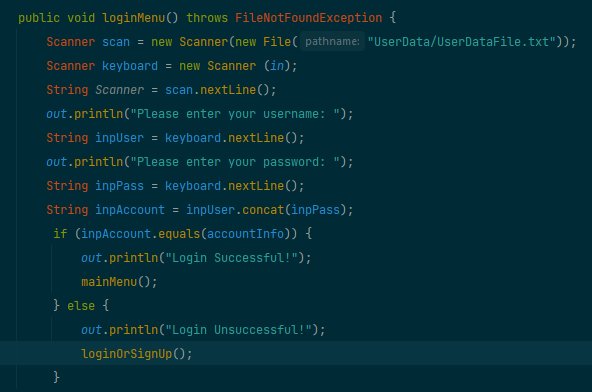 public void loginMenu() throws FileNotFoundException {
Scanner scan = new Scanner(new File( pathname: "UserData/UserDataFile.txt"));
Scanner keyboard = new Scanner (in);
String Scanner = scan.nextLine();
out.println("Please enter your username: ");
String inpUser = keyboard.nextLine();
out.println("Please enter your password: ");
String inpPass = keyboard.nextLine();
String inpAccount = inpUser.concat(inpPass);
if (inpAccount.equals(accountInfo)) {
out.println("Login Successful!");
mainMenu();
} else {
out.println("Login Unsuccessful!");
loginOrSignUp();
}